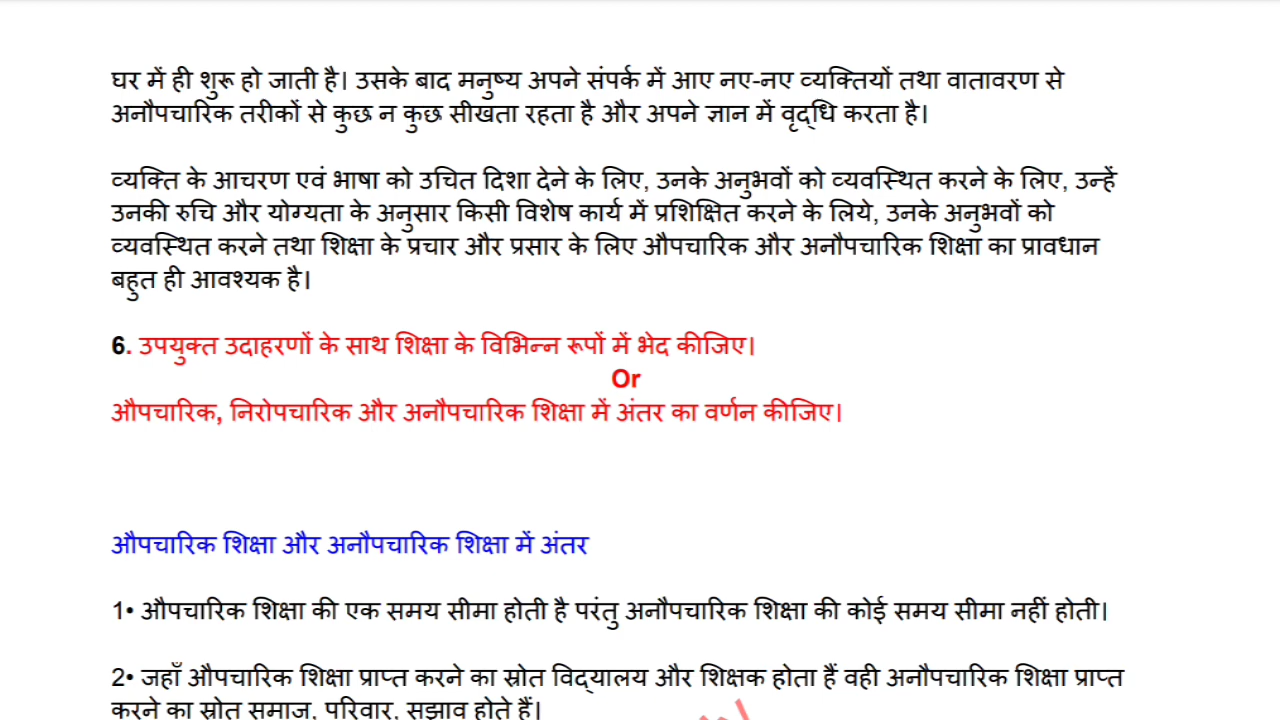 घर में ही शुरू हो जाती है। उसके बाद मनुष्य अपने संपर्क में आए नए-नए व्यक्तियों तथा वातावरण से
अनौपचारिक तरीकों से कुछ न कुछ सीखता रहता है और अपने ज्ञान में वृद्धि करता है।
व्यक्ति के आचरण एवं भाषा को उचित दिशा देने के लिए, उनके अनुभवों को व्यवस्थित करने के लिए, उन्हें
उनकी रुचि और योग्यता के अनुसार किसी विशेष कार्य में प्रशिक्षित करने के लिये, उनके अनुभवों को
व्यवस्थित करने तथा शिक्षा के प्रचार और प्रसार के लिए औपचारिक और अनौपचारिक शिक्षा का प्रावधान
बहुत ही आवश्यक है।
6. उपयुक्त उदाहरणों के साथ शिक्षा के विभिन्न रूपों में भेद कीजिए।
Or
औपचारिक, निरोपचारिक और अनौपचारिक शिक्षा में अंतर का वर्णन कीजिए।
औपचारिक शिक्षा और अनौपचारिक शिक्षा में अंतर
1• औपचारिक शिक्षा की एक समय सीमा होती है परंतु अनौपचारिक शिक्षा की कोई समय सीमा नहीं होती।
2• जहाँ औपचारिक शिक्षा प्राप्त करने का स्रोत विद्यालय और शिक्षक होता हैं वही अनौपचारिक शिक्षा प्राप्त
करने का स्रोत समाज, परिवार, सुझाव होते हैं।